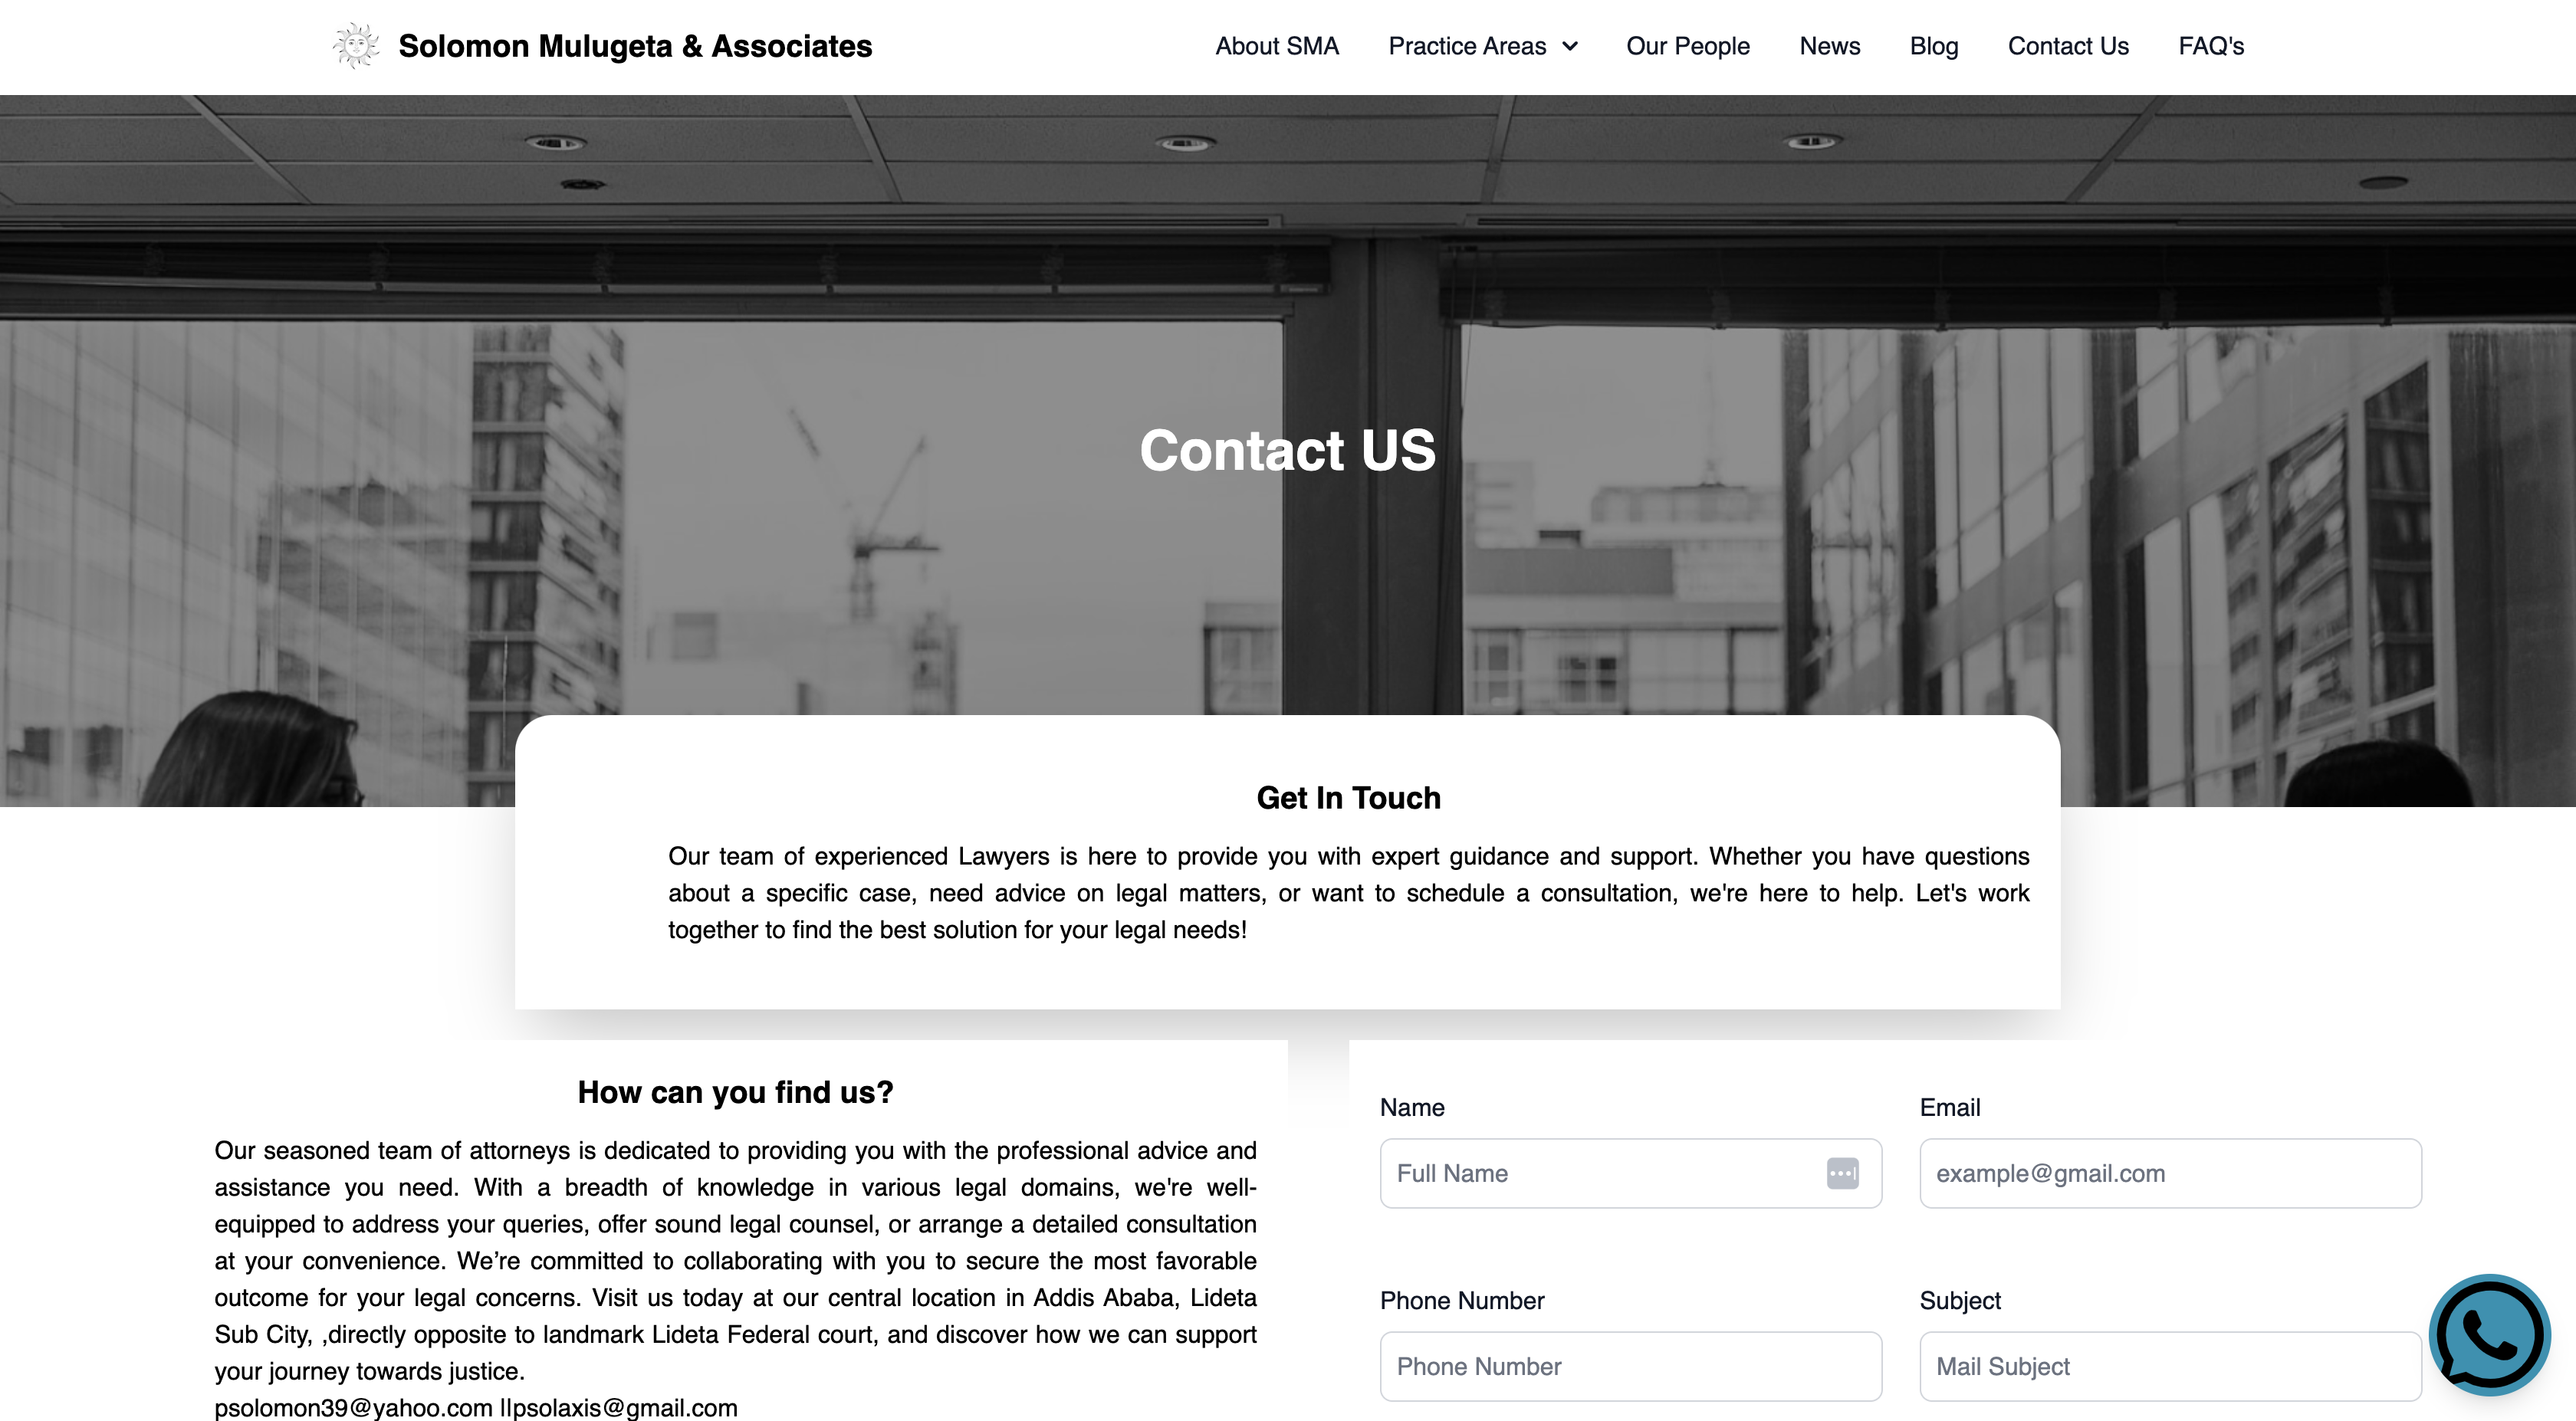 Solomon Mulugeta & Associates
About SMA
Practice Areas
Our People
News
Blog
Contact Us
FAQ's
Contact US
Get In Touch
Our team of experienced Lawyers is here to provide you with expert guidance and support. Whether you have questions
about a specific case, need advice on legal matters, or want to schedule a consultation, we're here to help. Let's work
together to find the best solution for your legal needs!
How can you find us?
Our seasoned team of attorneys is dedicated to providing you with the professional advice and
assistance you need. With a breadth of knowledge in various legal domains, we're well-
equipped to address your queries, offer sound legal counsel, or arrange a detailed consultation
at your convenience. We’re committed to collaborating with you to secure the most favorable
outcome for your legal concerns. Visit us today at our central location in Addis Ababa, Lideta
Sub City, ,directly opposite to landmark Lideta Federal court, and discover how we can support
your journey towards justice.
psolomon39@yahoo.com ||psolaxis@gmail.com
Name
Full Name
Email
example@gmail.com
Phone Number
Phone Number
Subject
Mail Subject